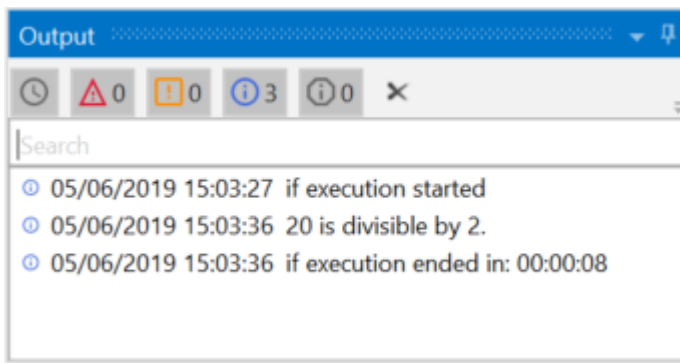 Output
0 0 3 0
Search
05/06/2019 15:03:27 if execution started
05/06/2019 15:03:36 20 is divisible by 2.
05/06/2019 15:03:36 if execution ended in: 00:00:08